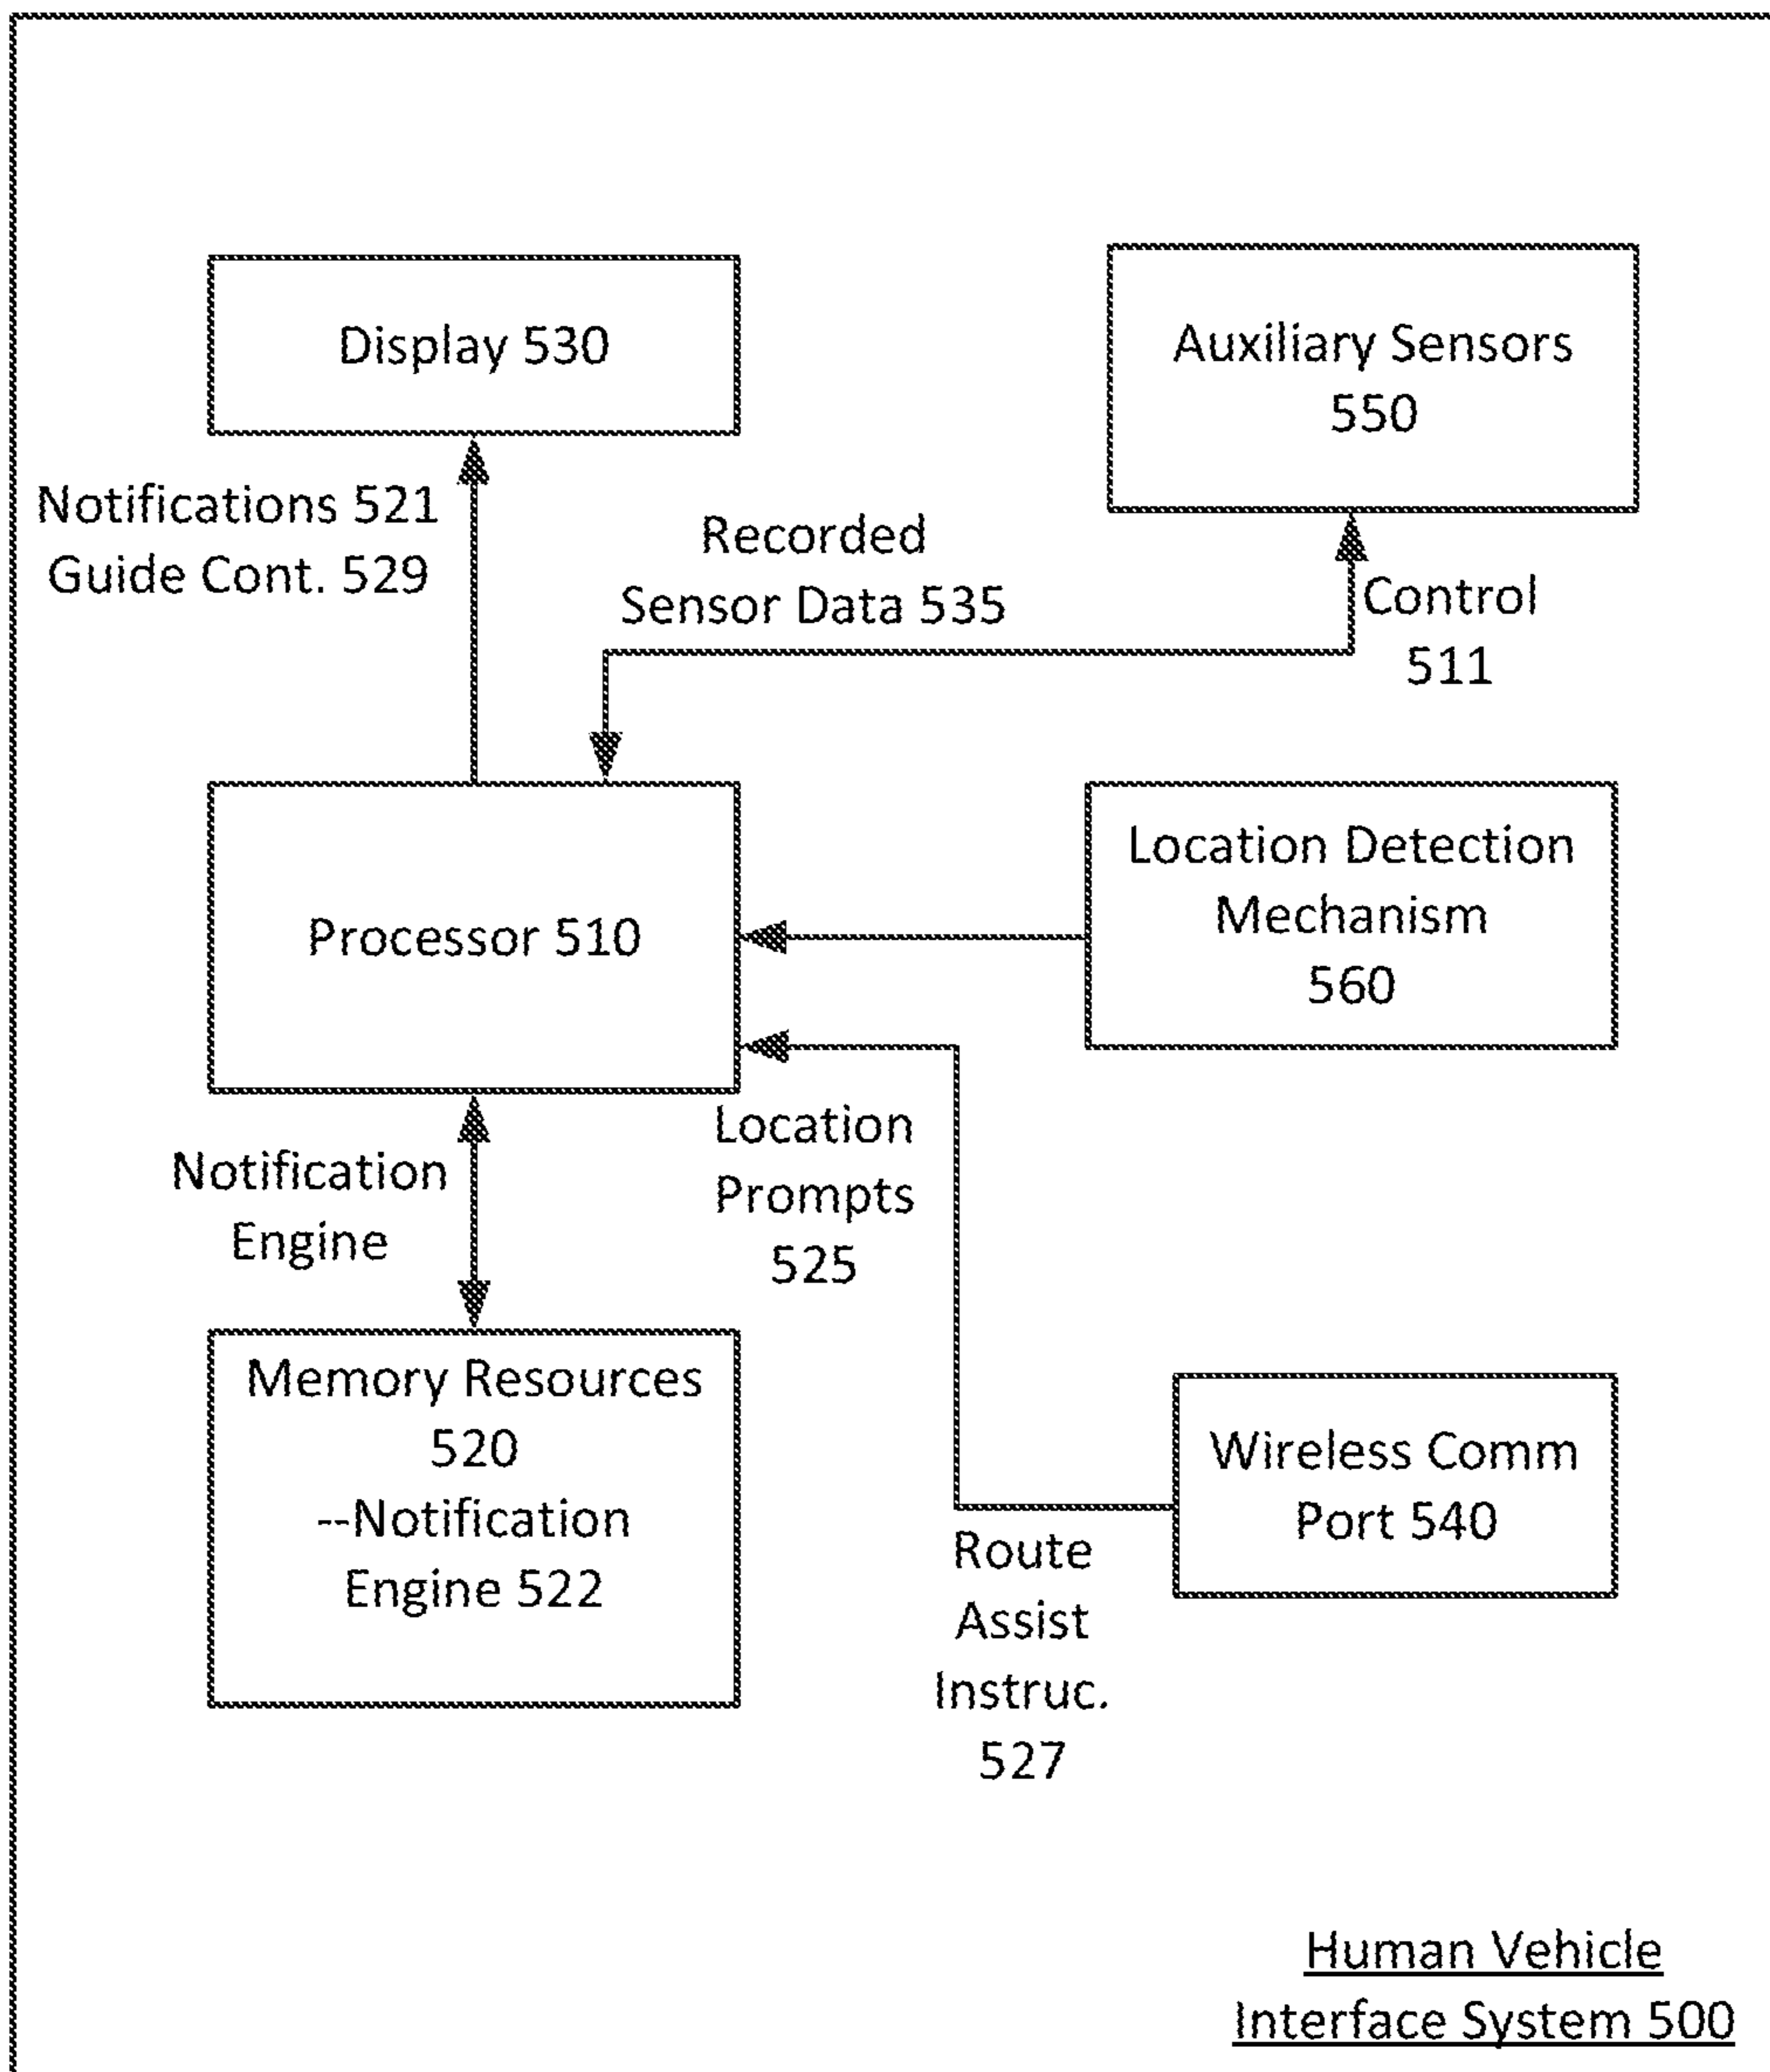 Display 530
Auxiliary Sensors
550
Notifications 521
Guide Cont. 529
Recorded
Sensor Data 535
Control
511
Processor 510
Location Detection
Mechanism
560
Notification
Engine
Location
Prompts
525
Memory Resources
520
--Notification
Engine 522
Wireless Comm
Port 540
Route
Assist
Instruc.
527
Human Vehicle
Interface System 500